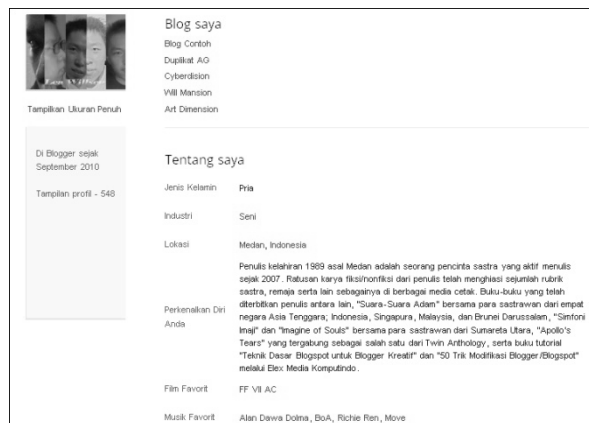 Blog saya
Blog Contoh
Duplikat AG
Cyberdision
Will Mansion
Art Dimension
Tampilkan Ukuran Penuh
Di Blogger sejak
September 2010
Tampilan profil - 548
Tentang saya
Jenis Kelamin Pria
Industri Seni
Lokasi Medan, Indonesia
Perkenalkan Diri
Anda
Penulis kelahiran 1989 asal Medan adalah seorang pencinta sastra yang aktif menulis
sejak 2007. Ratusan karya fiksi/nonfiksi dari penulis telah menghiasi sejumlah rubrik
sastra, remaja serta lain sebagainya di berbagai media cetak. Buku-buku yang telah
diterbitkan penulis antara lain, "Suara-Suara Adam" bersama para sastrawan dari empat
negara Asia Tenggara; Indonesia, Singapura, Malaysia, dan Brunei Darussalam, "Simfoni
Imaji" dan "Imagine of Souls" bersama para sastrawan dari Sumareta Utara, "Apollo's
Tears" yang tergabung sebagai salah satu dari Twin Anthology, serta buku tutorial
"Teknik Dasar Blogspot untuk Blogger Kreatif" dan "50 Trik Modifikasi Blogger/Blogspot"
melalui Elex Media Komputindo.
Film Favorit FF VII AC
Musik Favorit Alan Dawa Dolma, BoA, Richie Ren, Move